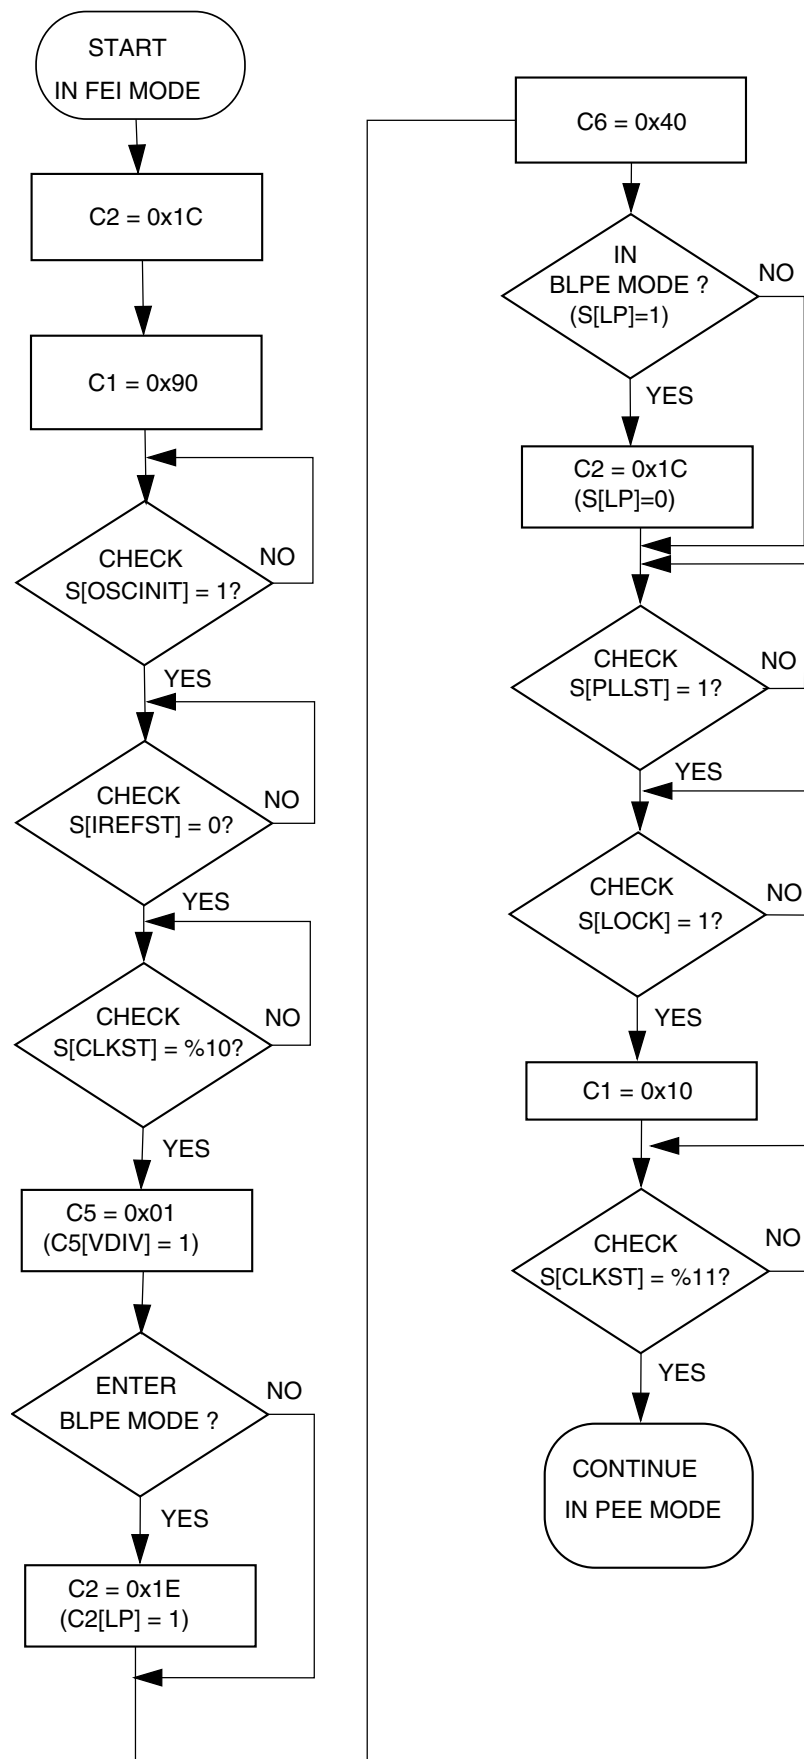 START
IN FEI MODE
C2 = 0x1C
C1 = 0x90
CHECK
S[OSCINIT] = 1?
NO
YES
CHECK
S[IREFST] = 0?
NO
YES
CHECK
S[CLKST] = %10?
NO
YES
C5 = 0x01
(C5[VDIV] = 1)
ENTER
BLPE MODE ?
NO
YES
C2 = 0x1E
(C2[LP] = 1)
C6 = 0x40
IN
BLPE MODE ?
(S[LP]=1)
NO
YES
C2 = 0x1C
(S[LP]=0)
CHECK
S[PLLST] = 1?
NO
YES
CHECK
S[LOCK] = 1?
NO
YES
C1 = 0x10
CHECK
S[CLKST] = %11?
NO
YES
CONTINUE
IN PEE MODE